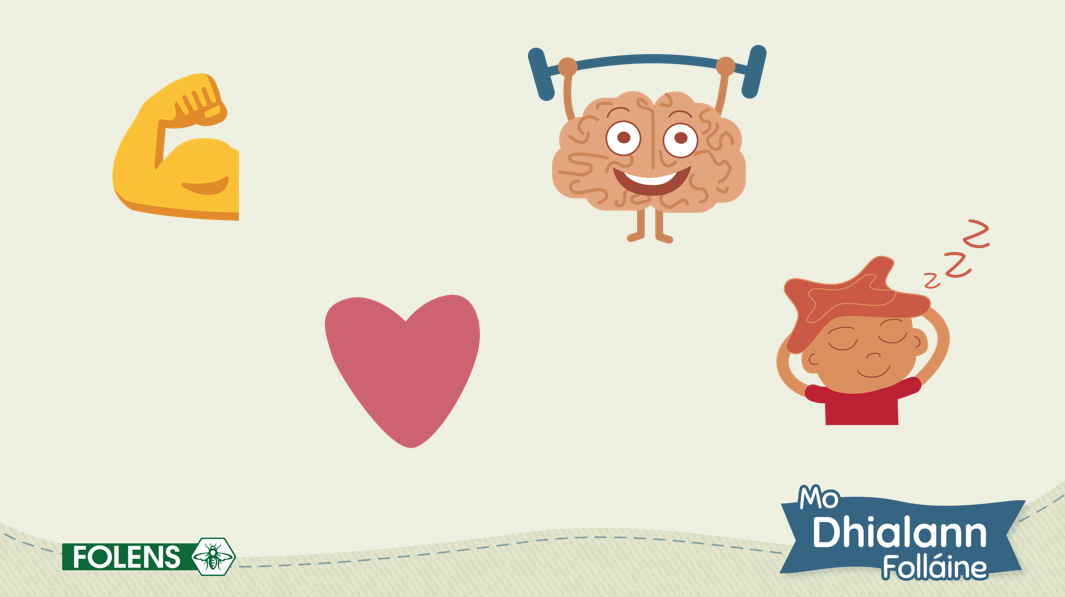 z z z
FOLENS
Mo
Dhialann
Folláine